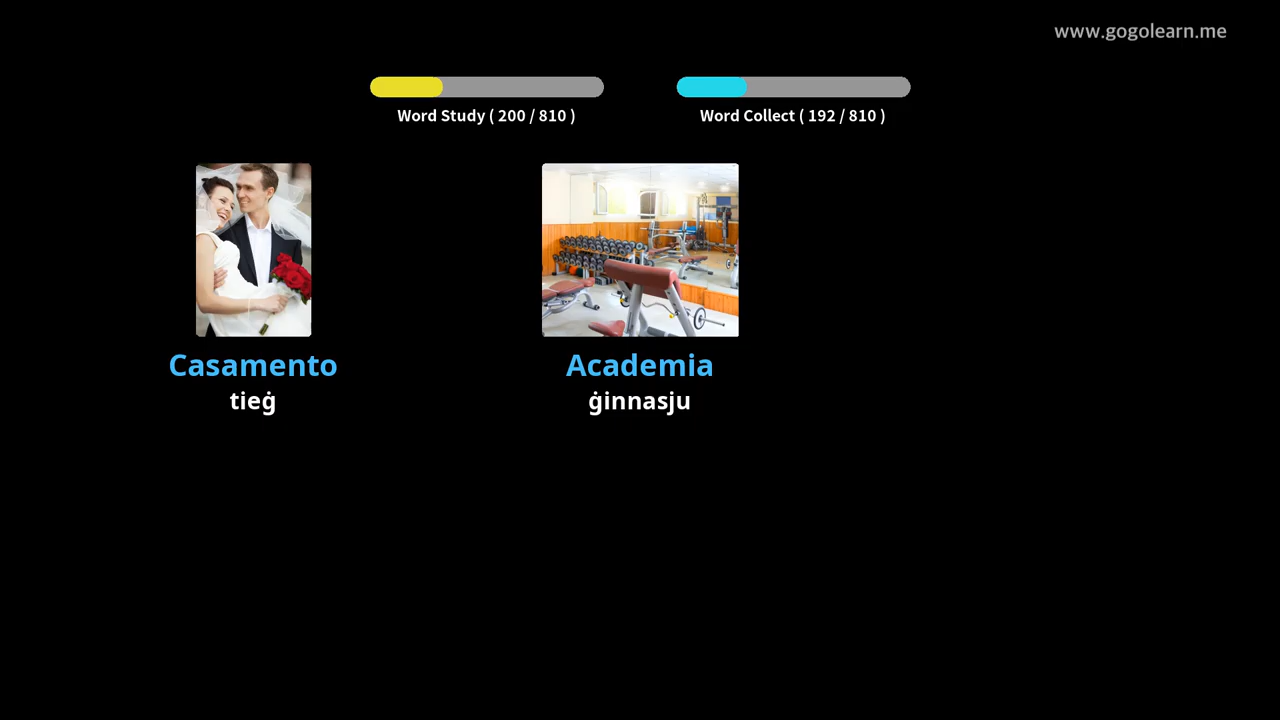 www.gogolearn.me
Word Study ( 200 / 810 )
Word Collect ( 192 / 810 )
Casamento
tieġ
Academia
ġinnasju